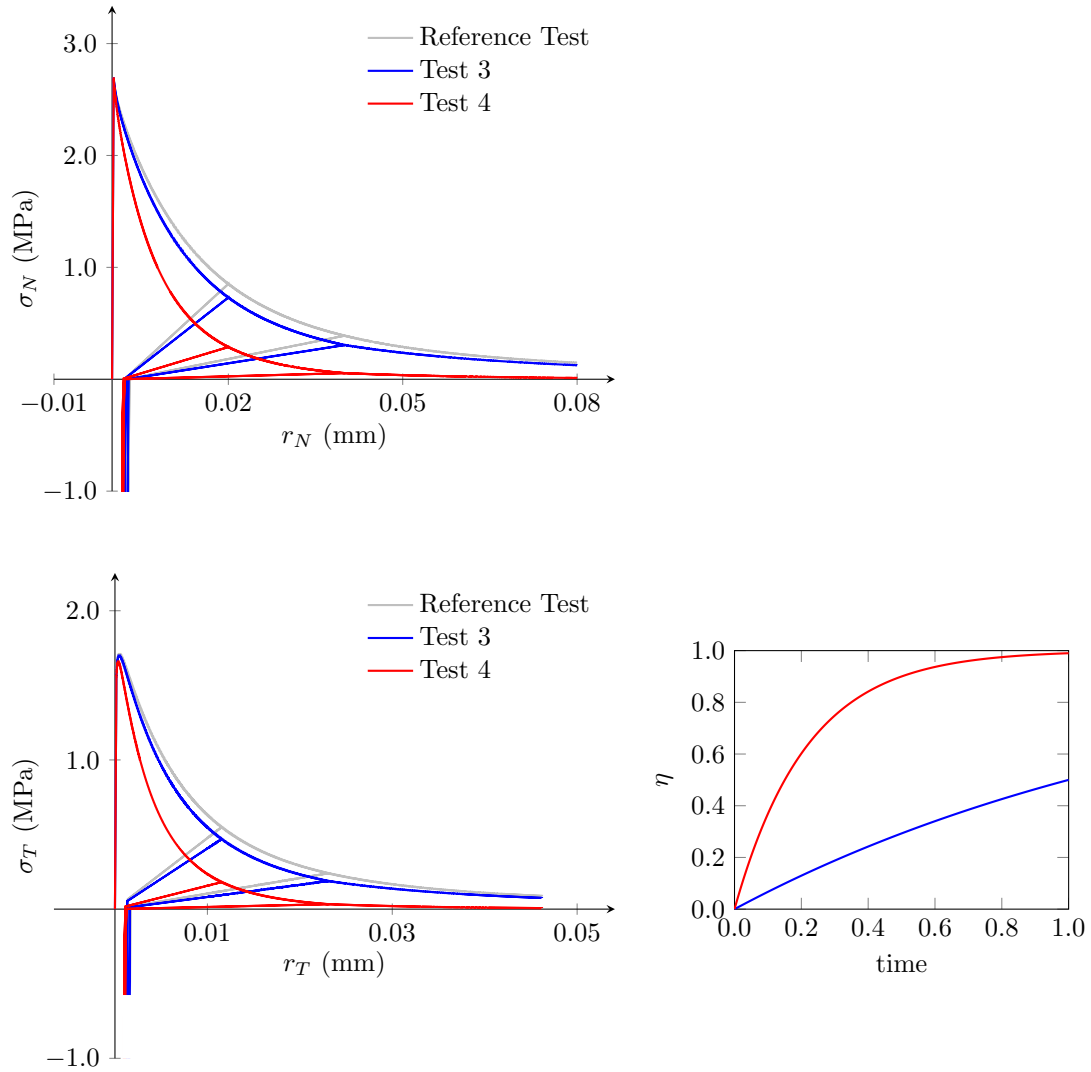 3.0
2.0
1.0
−1.0
σ_N (MPa)
−0.01 0.02 0.05 0.08
r_N (mm)
Reference Test
Test 3
Test 4
2.0
1.0
−1.0
σ_T (MPa)
0.01 0.03 0.05
r_T (mm)
Reference Test
Test 3
Test 4
1.0
0.8
0.6
0.4
0.2
0.0
η
0.0 0.2 0.4 0.6 0.8 1.0
time